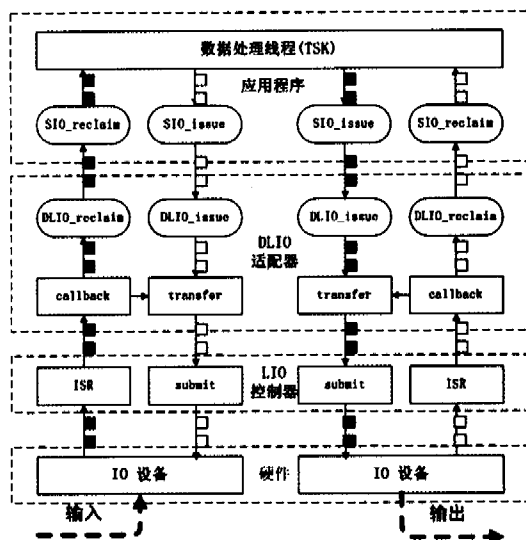 数据处理线程(TSK)
应用程序
SIO_reclaim SIO_issue SIO_issue SIO_reclaim
DLIO_reclaim DLIO_issue DLIO_issue DLIO_reclaim
DLIO
适配器
callback transfer transfer callback
ISR submit LIO submit ISR
控制器
IO 设备 硬件 IO 设备
输入 输出